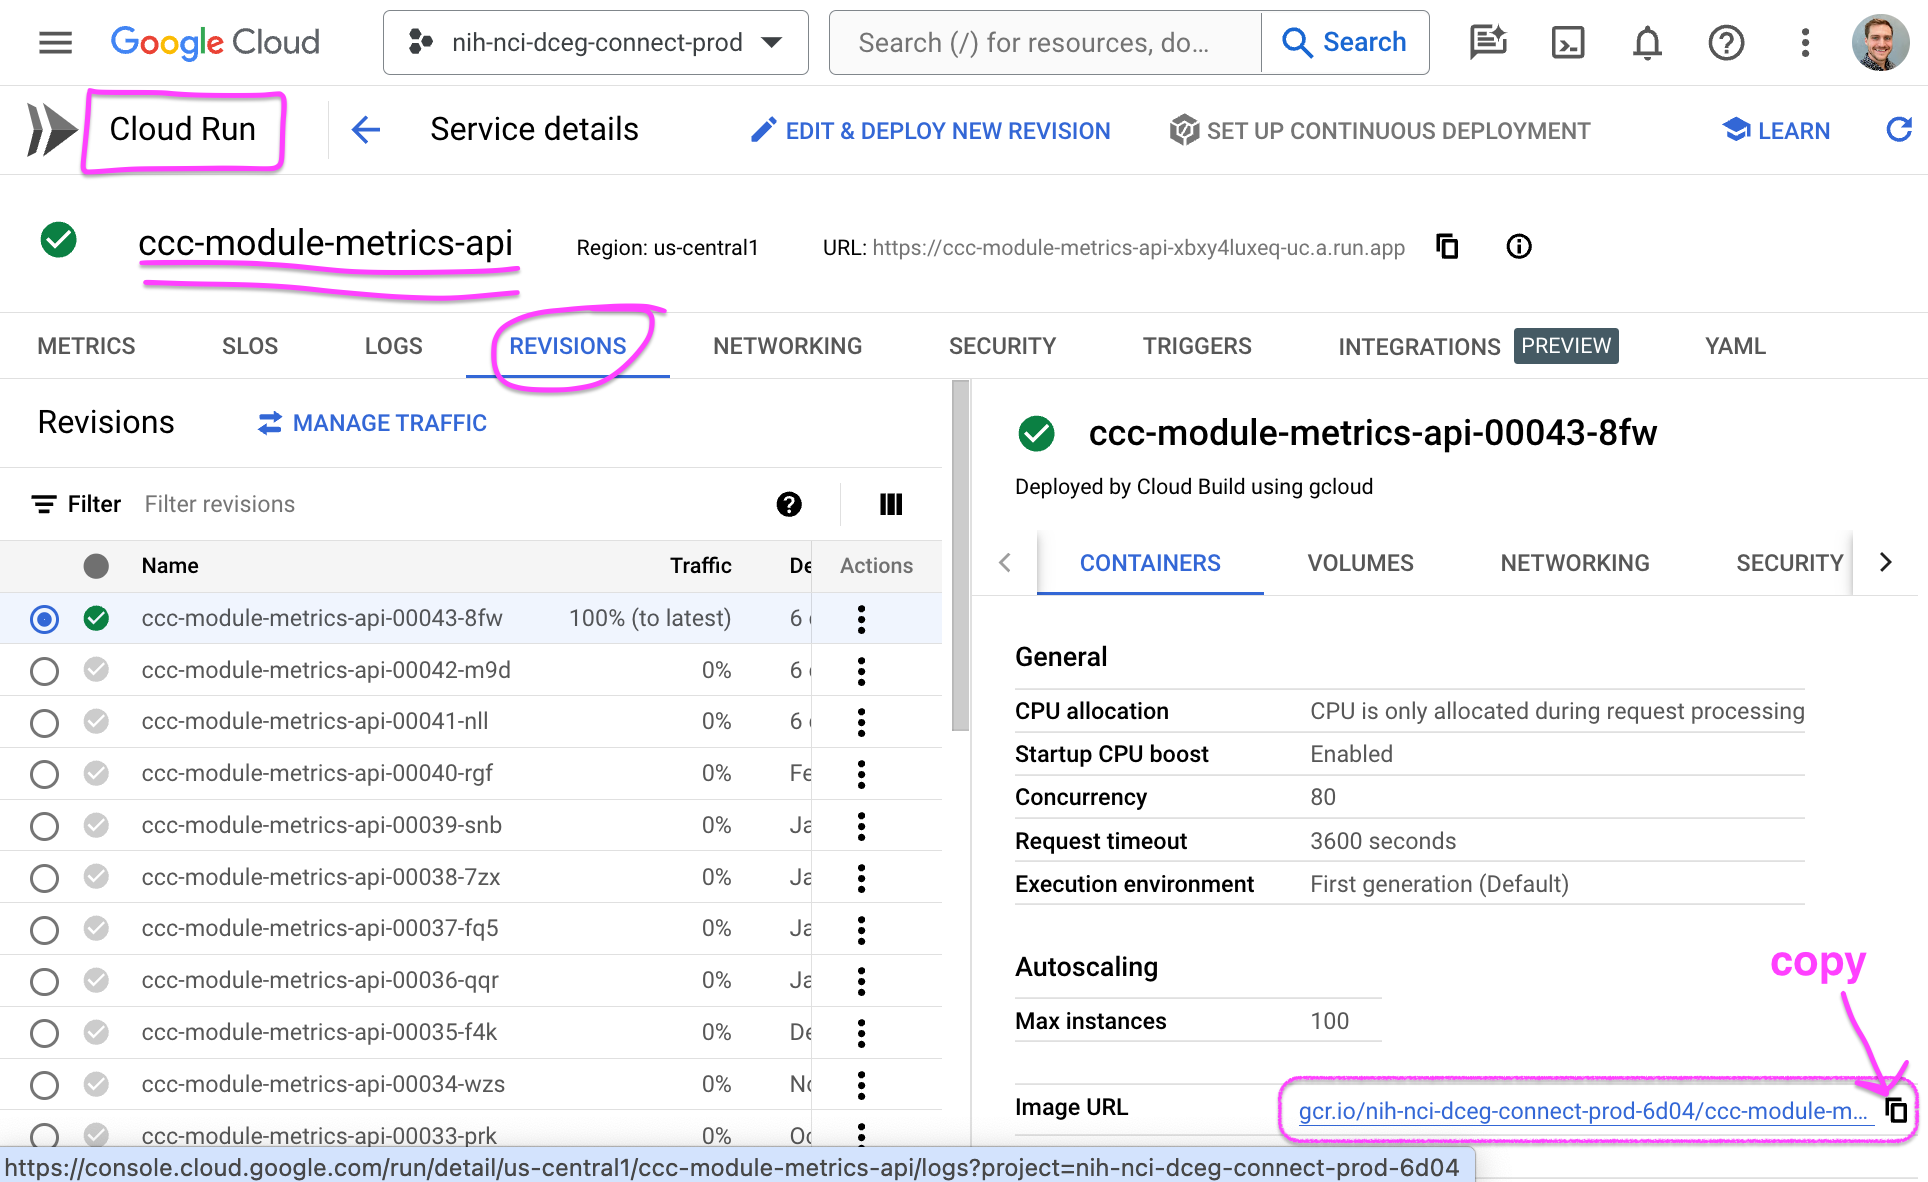 Google Cloud
nih-nci-dceg-connect-prod
Search (/) for resources, do...
Search
Cloud Run
Service details
EDIT & DEPLOY NEW REVISION
SET UP CONTINUOUS DEPLOYMENT
LEARN
ccc-module-metrics-api
Region: us-central1
URL: https://ccc-module-metrics-api-xbxy4luxeq-uc.a.run.app
METRICS
SLOS
LOGS
REVISIONS
NETWORKING
SECURITY
TRIGGERS
INTEGRATIONS
PREVIEW
YAML
Revisions
MANAGE TRAFFIC
Filter
Filter revisions
Name Traffic De Actions
ccc-module-metrics-api-00043-8fw 100% (to latest) 6
ccc-module-metrics-api-00042-m9d 0% 6
ccc-module-metrics-api-00041-nll 0% 6
ccc-module-metrics-api-00040-rgf 0% Fe
ccc-module-metrics-api-00039-snb 0% Ja
ccc-module-metrics-api-00038-7zx 0% Ja
ccc-module-metrics-api-00037-fq5 0% Ja
ccc-module-metrics-api-00036-qqr 0% Ja
ccc-module-metrics-api-00035-f4k 0% De
ccc-module-metrics-api-00034-wzs 0% No
ccc-module-metrics-api-00033-prk 0% Oc
ccc-module-metrics-api-00043-8fw
Deployed by Cloud Build using gcloud
CONTAINERS
VOLUMES
NETWORKING
SECURITY
General
CPU allocation CPU is only allocated during request processing
Startup CPU boost Enabled
Concurrency 80
Request timeout 3600 seconds
Execution environment First generation (Default)
Autoscaling
copy
Max instances 100
Image URL gcr.io/nih-nci-dceg-connect-prod-6d04/ccc-module-m...
https://console.cloud.google.com/run/detail/us-central1/ccc-module-metrics-api/logs?project=nih-nci-dceg-connect-prod-6d04